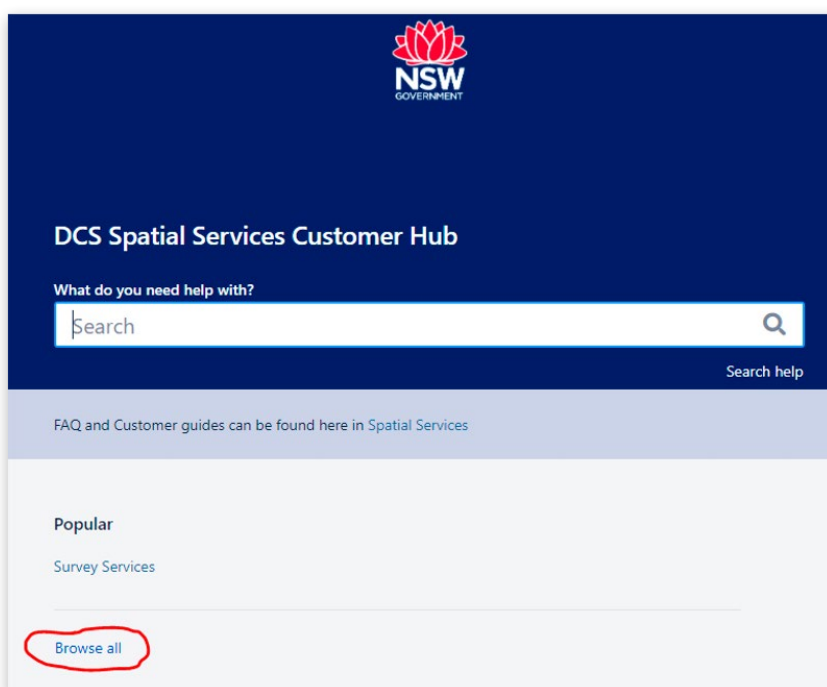 NSW
GOVERNMENT
DCS Spatial Services Customer Hub
What do you need help with?
Search
Search help
FAQ and Customer guides can be found here in Spatial Services
Popular
Survey Services
Browse all